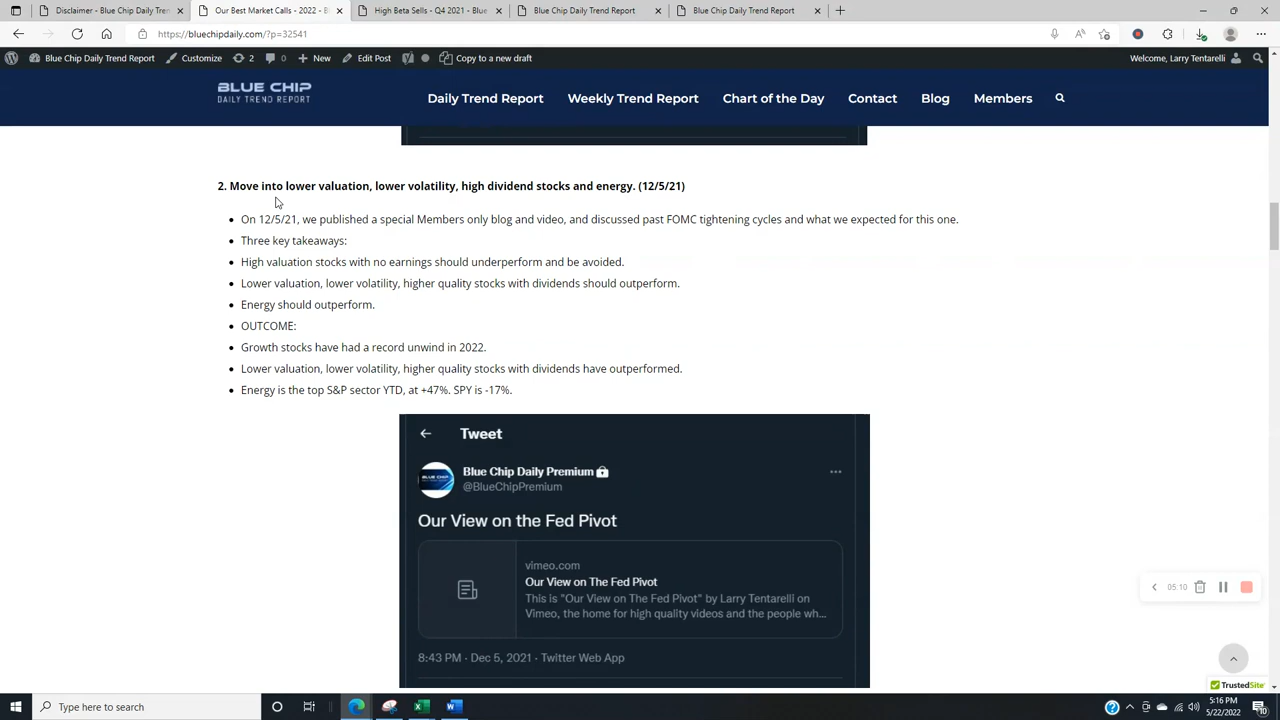 Disclaimer - Blue Chip Daily Tren
Our Best Market Calls - 2022 - B
High Beta Sells - Q4 2021 - Blue
Blue Chip Daily Trend Report
Blue Chip Daily Trend Report
https://bluechipdaily.com/?p=32541
Blue Chip Daily Trend Report Customize 2 0 New Edit Post Copy to a new draft Welcome, Larry Tentarelli
BLUE CHIP
DAILY TREND REPORT
Daily Trend Report Weekly Trend Report Chart of the Day Contact Blog Members
2. Move into lower valuation, lower volatility, high dividend stocks and energy. (12/5/21)
On 12/5/21, we published a special Members only blog and video, and discussed past FOMC tightening cycles and what we expected for this one.
Three key takeaways:
High valuation stocks with no earnings should underperform and be avoided.
Lower valuation, lower volatility, higher quality stocks with dividends should outperform.
Energy should outperform.
OUTCOME:
Growth stocks have had a record unwind in 2022.
Lower valuation, lower volatility, higher quality stocks with dividends have outperformed.
Energy is the top S&P sector YTD, at +47%. SPY is -17%.
Tweet
Blue Chip Daily Premium
@BlueChipPremium
Our View on the Fed Pivot
vimeo.com
Our View on The Fed Pivot
This is "Our View on The Fed Pivot" by Larry Tentarelli on
Vimeo, the home for high quality videos and the people wh...
8:43 PM · Dec 5, 2021 · Twitter Web App
05:10
TrustedSite
Type here to search
5:16 PM
5/22/2022
10